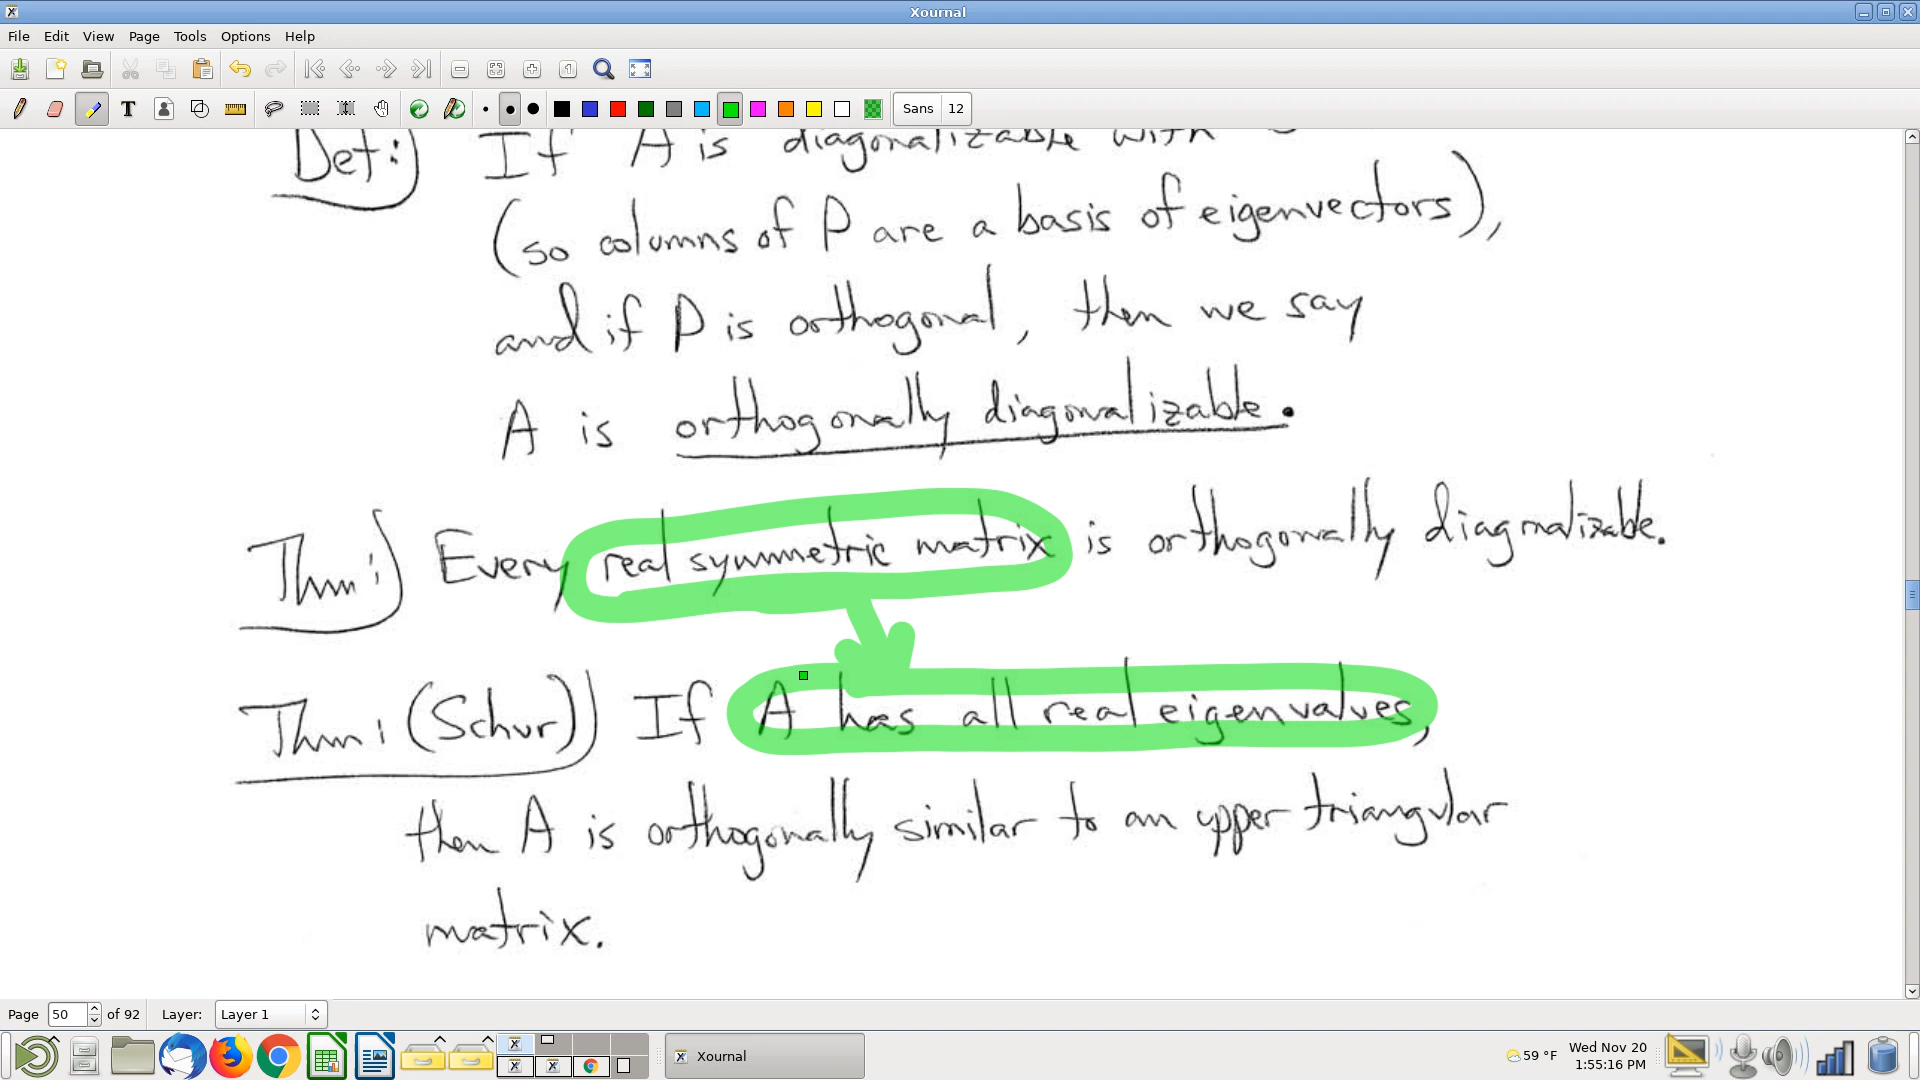 Xournal
File Edit View Page Tools Options Help
Sans 12
Def:) If A is diagonalizable with
(so columns of P are a basis of eigenvectors),
and if P is orthogonal, then we say
A is orthogonally diagonalizable.
Thm:) Every real symmetric matrix is orthogonally diagonalizable.
Thm: (Schur)) If A has all real eigenvalues,
then A is orthogonally similar to an upper triangular
matrix.
Page 50 of 92 Layer: Layer 1
Xournal
59 °F
Wed Nov 20
1:55:16 PM